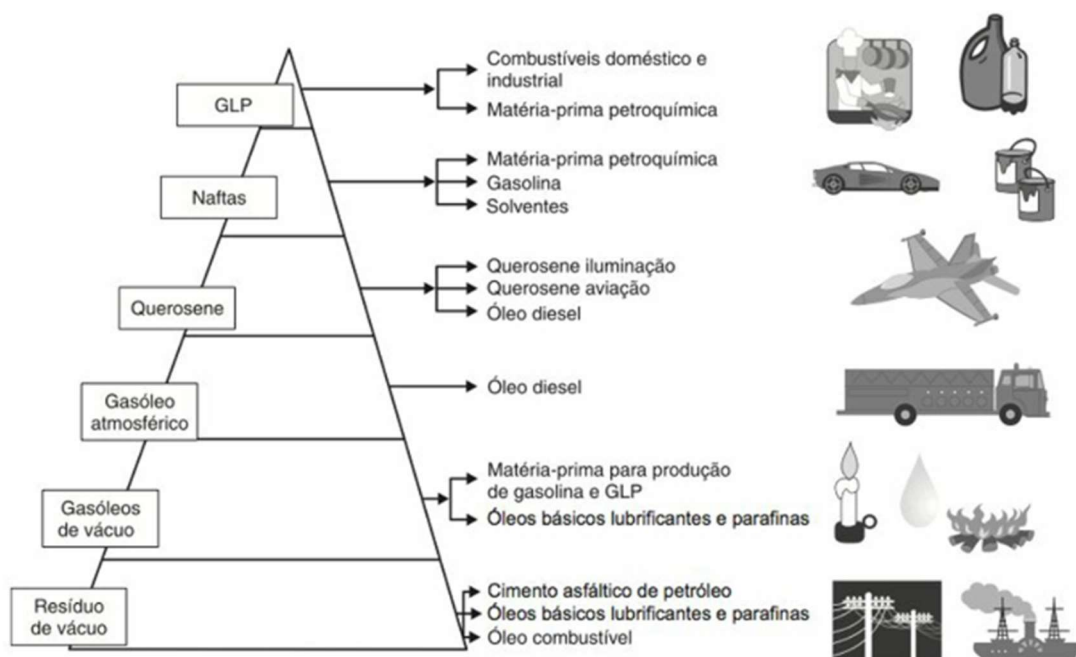 GLP
Combustíveis doméstico e
industrial
Matéria-prima petroquímica
Naftas
Matéria-prima petroquímica
Gasolina
Solventes
Querosene
Querosene iluminação
Querosene aviação
Óleo diesel
Gasóleo
atmosférico
Óleo diesel
Gasóleos
de vácuo
Matéria-prima para produção
de gasolina e GLP
Óleos básicos lubrificantes e parafinas
Resíduo
de vácuo
Cimento asfáltico de petróleo
Óleos básicos lubrificantes e parafinas
Óleo combustível